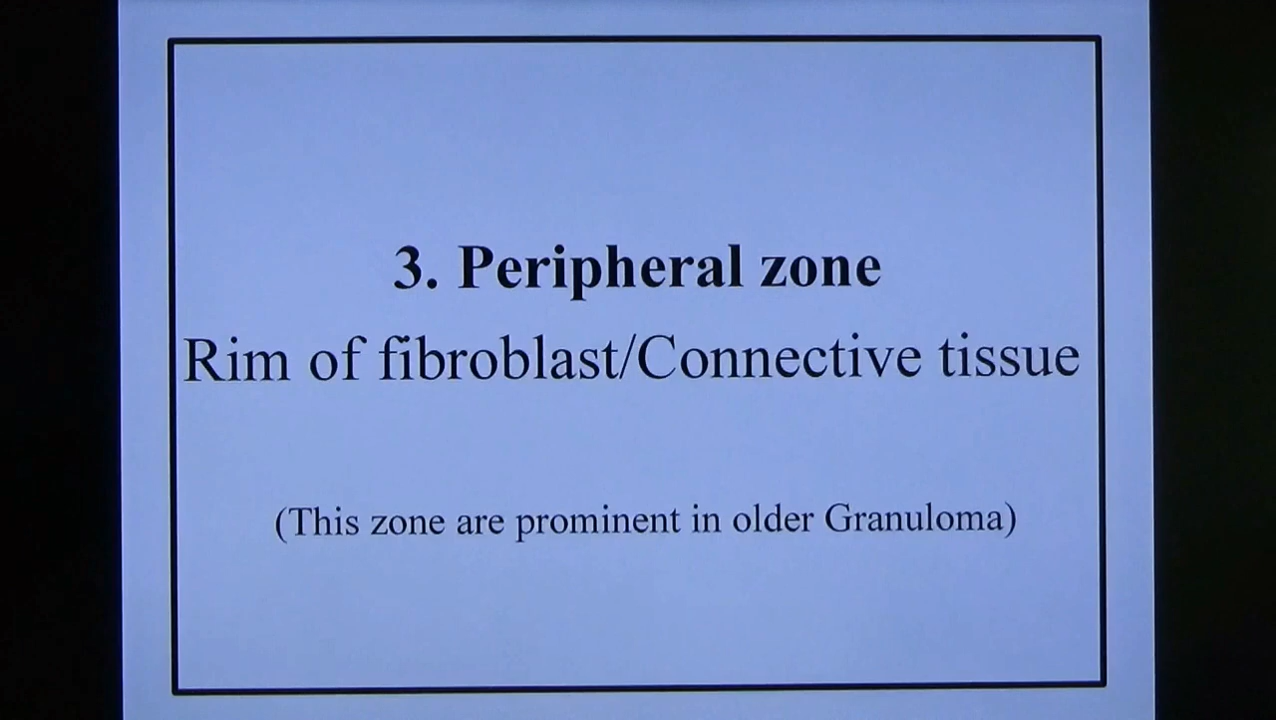 3. Peripheral zone
Rim of fibroblast/Connective tissue
(This zone are prominent in older Granuloma)